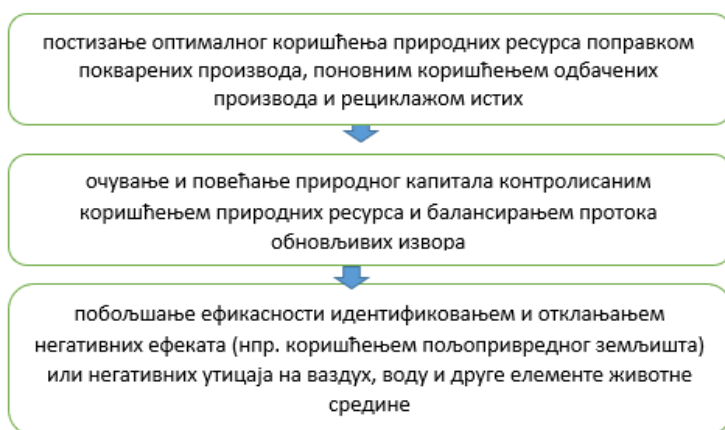 постизање оптималног коришћења природних ресурса поправком
покварених производа, поновним коришћењем одбачених
производа и рециклажом истих
очување и повећање природног капитала контролисаним
коришћењем природних ресурса и балансирањем протока
обновљивих извора
побољшање ефикасности идентификовањем и отклањањем
негативних ефеката (нпр. коришћењем пољопривредног земљишта)
или негативних утицаја на ваздух, воду и друге елементе животне
средине